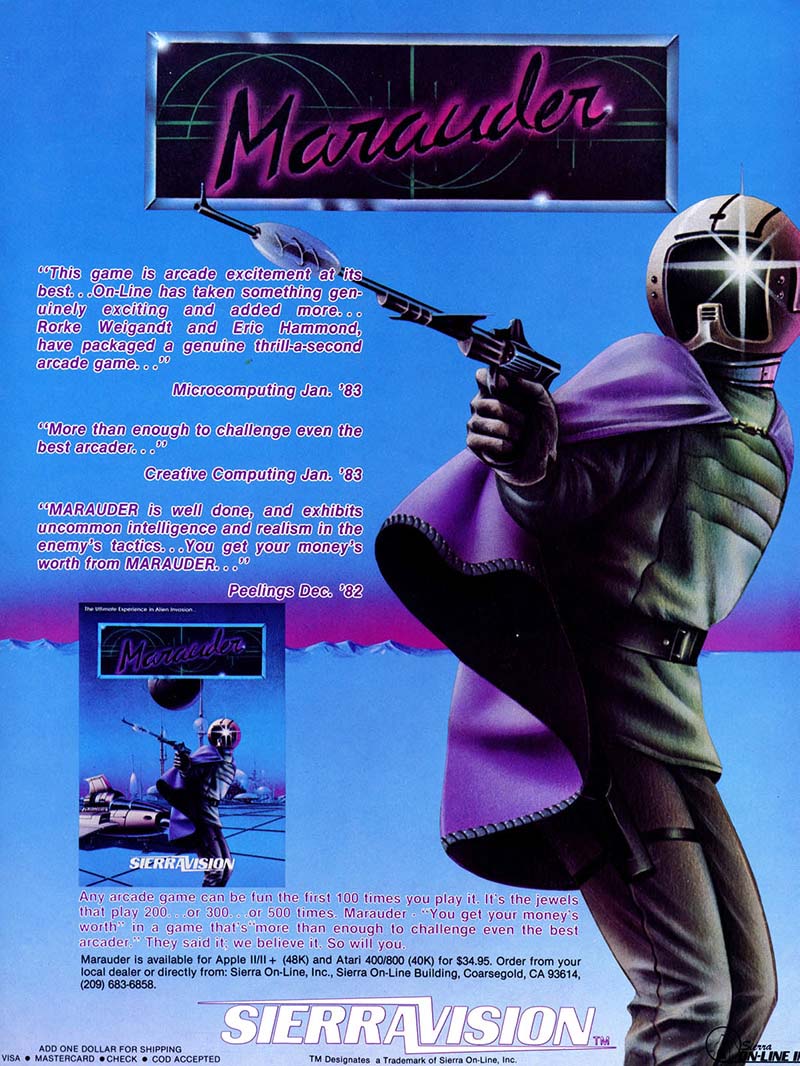 Marauder
“This game is arcade excitement at its
best. . .On-Line has taken something gen-
uinely exciting and added more. . .
Rorke Weigandt and Eric Hammond,
have packaged a genuine thrill-a-second
arcade game. . .”
Microcomputing Jan. ’83
“More than enough to challenge even the
best arcader. . .”
Creative Computing Jan. ’83
“MARAUDER is well done, and exhibits
uncommon intelligence and realism in the
enemy’s tactics. . .You get your money’s
worth from MARAUDER. . .”
Peelings Dec. ’82
The Ultimate Experience in Alien Invasion...
Marauder
SIERRAVISION
Any arcade game can be fun the first 100 times you play it. It’s the jewels
that play 200. . .or 300. . .or 500 times. Marauder - “You get your money’s
worth” in a game that’s “more than enough to challenge even the best
arcader.” They said it; we believe it. So will you.
Marauder is available for Apple II/II + (48K) and Atari 400/800 (40K) for $34.95. Order from your
local dealer or directly from: Sierra On-Line, Inc., Sierra On-Line Building, Coarsegold, CA 93614,
(209) 683-6858.
SIERRAVISION TM
ADD ONE DOLLAR FOR SHIPPING
VISA ● MASTERCARD ● CHECK ● COD ACCEPTED
TM Designates a Trademark of Sierra On-Line, Inc.
Sierra
ON-LINE